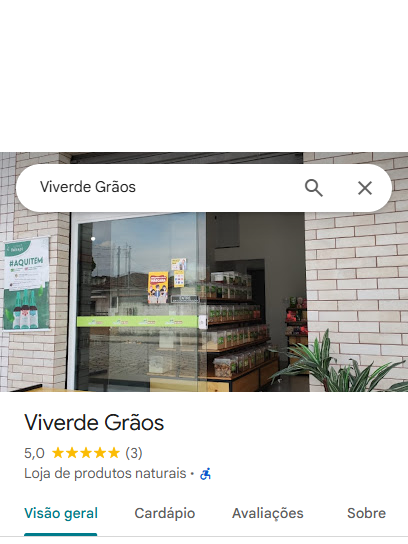 Viverde Grãos
#AQUITEM
Viverde Grãos
5,0 (3)
Loja de produtos naturais ·
Visão geral Cardápio Avaliações Sobre